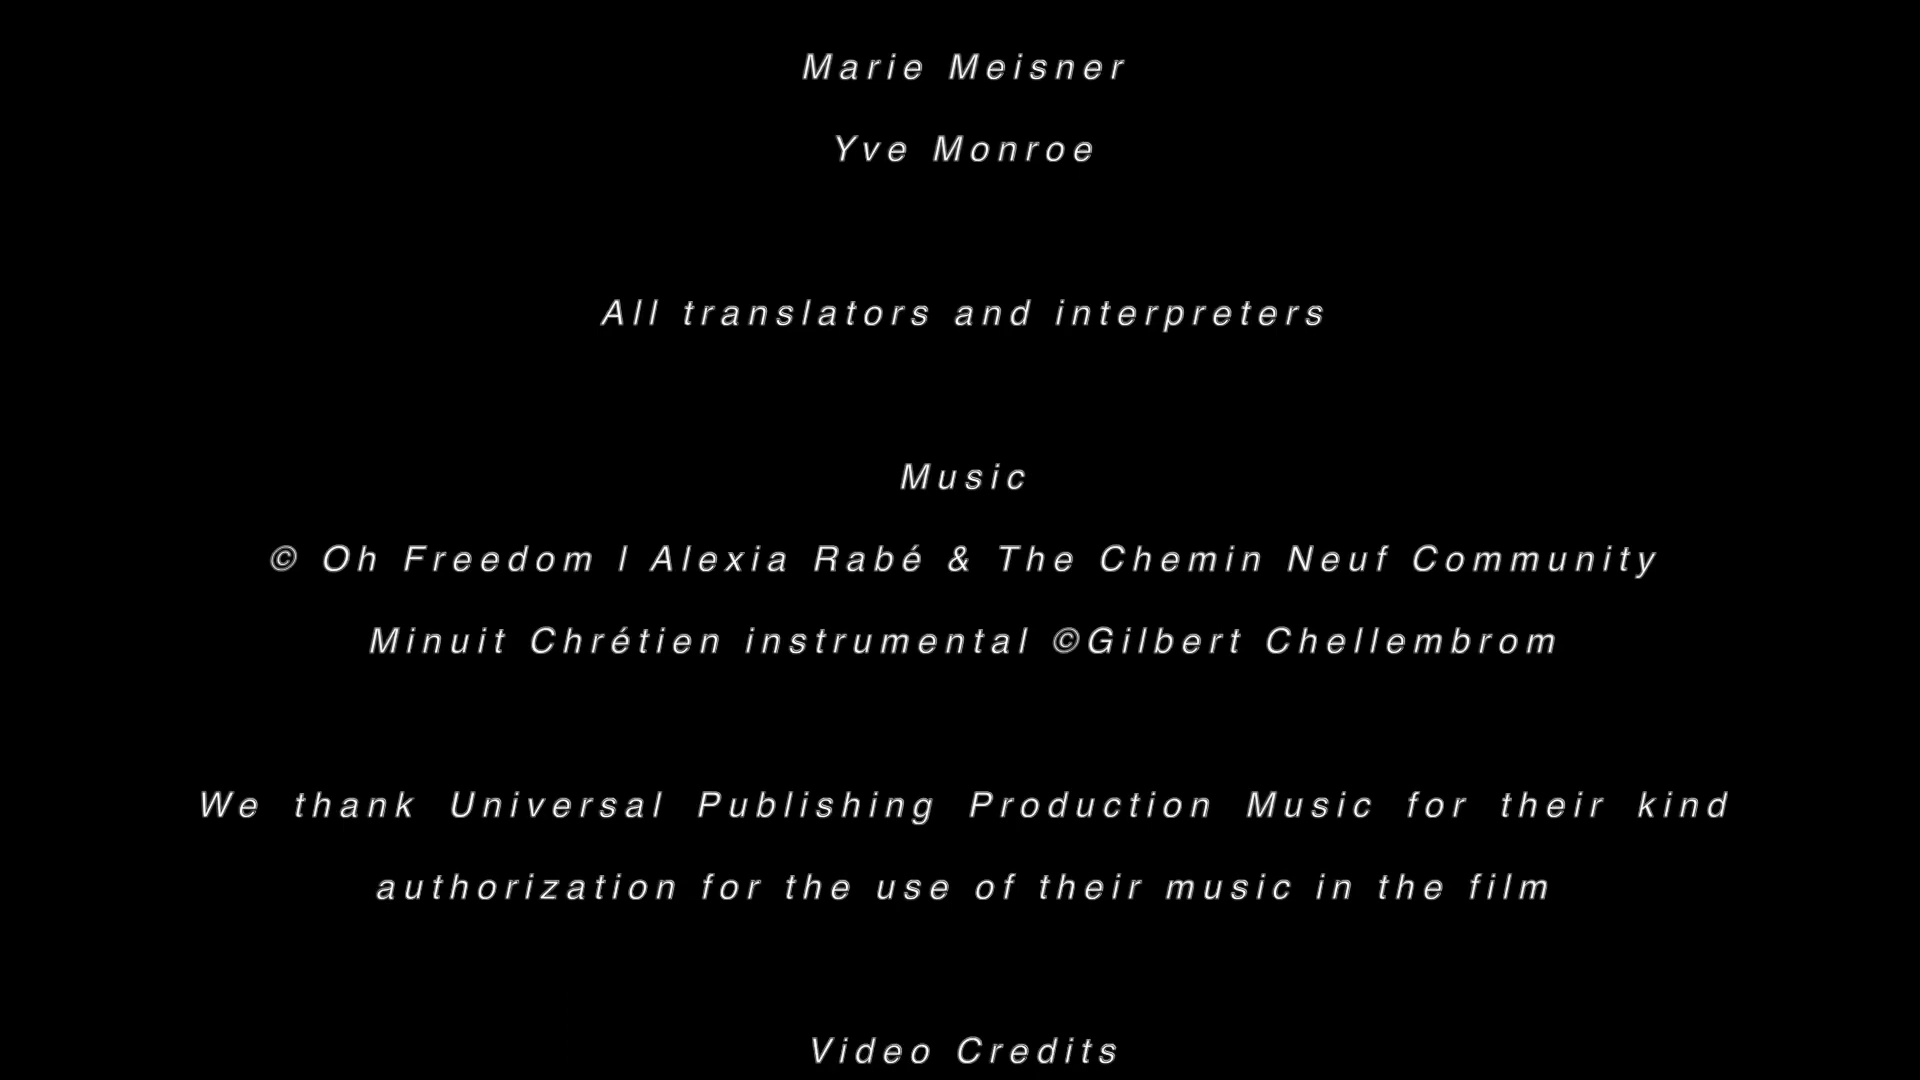 Marie Meisner
Yve Monroe
All translators and interpreters
Music
© Oh Freedom I Alexia Rabé & The Chemin Neuf Community
Minuit Chrétien instrumental ©Gilbert Chellembrom
We thank Universal Publishing Production Music for their kind
authorization for the use of their music in the film
Video Credits